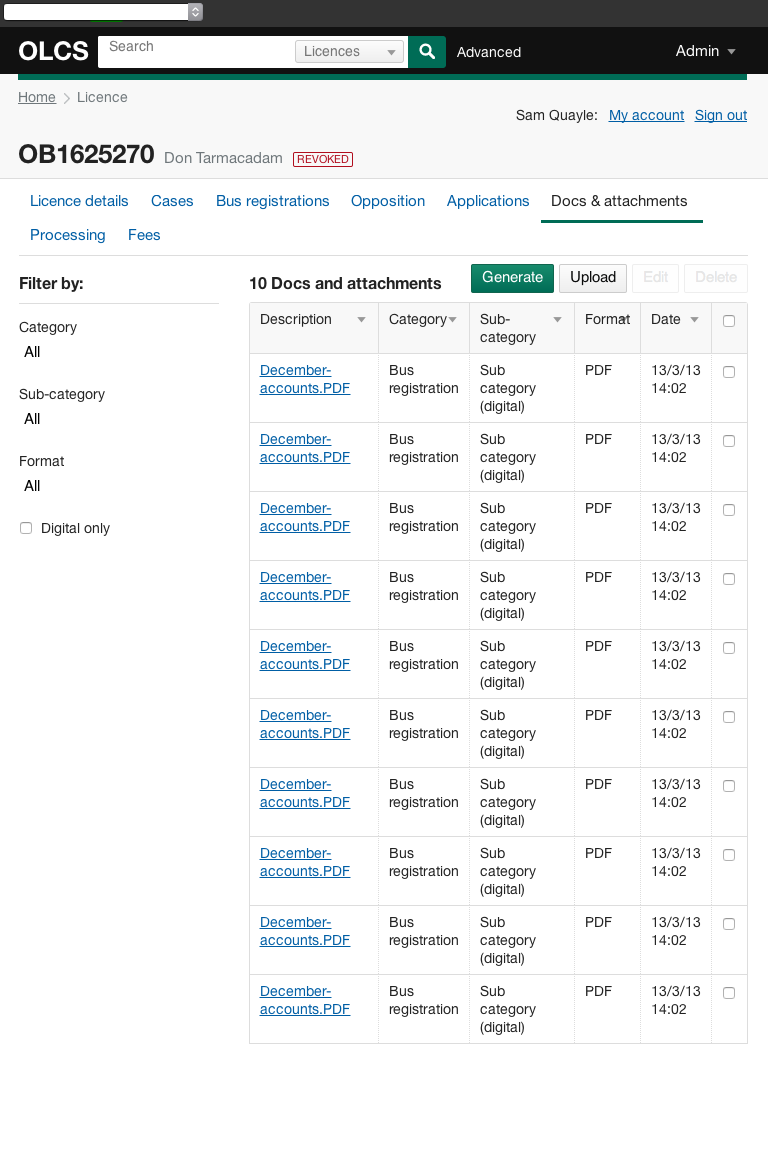 OLCS Search Licences Advanced Admin
Home Licence
Sam Quayle: My account Sign out
OB1625270 Don Tarmacadam REVOKED
Licence details Cases Bus registrations Opposition Applications Docs & attachments
Processing Fees
Filter by:
Category
All
Sub-category
All
Format
All
Digital only
10 Docs and attachments Generate Upload Edit Delete
Description Category Sub- Format Date
category
December- Bus Sub PDF 13/3/13
accounts.PDF registration category 14:02
(digital)
December- Bus Sub PDF 13/3/13
accounts.PDF registration category 14:02
(digital)
December- Bus Sub PDF 13/3/13
accounts.PDF registration category 14:02
(digital)
December- Bus Sub PDF 13/3/13
accounts.PDF registration category 14:02
(digital)
December- Bus Sub PDF 13/3/13
accounts.PDF registration category 14:02
(digital)
December- Bus Sub PDF 13/3/13
accounts.PDF registration category 14:02
(digital)
December- Bus Sub PDF 13/3/13
accounts.PDF registration category 14:02
(digital)
December- Bus Sub PDF 13/3/13
accounts.PDF registration category 14:02
(digital)
December- Bus Sub PDF 13/3/13
accounts.PDF registration category 14:02
(digital)
December- Bus Sub PDF 13/3/13
accounts.PDF registration category 14:02
(digital)